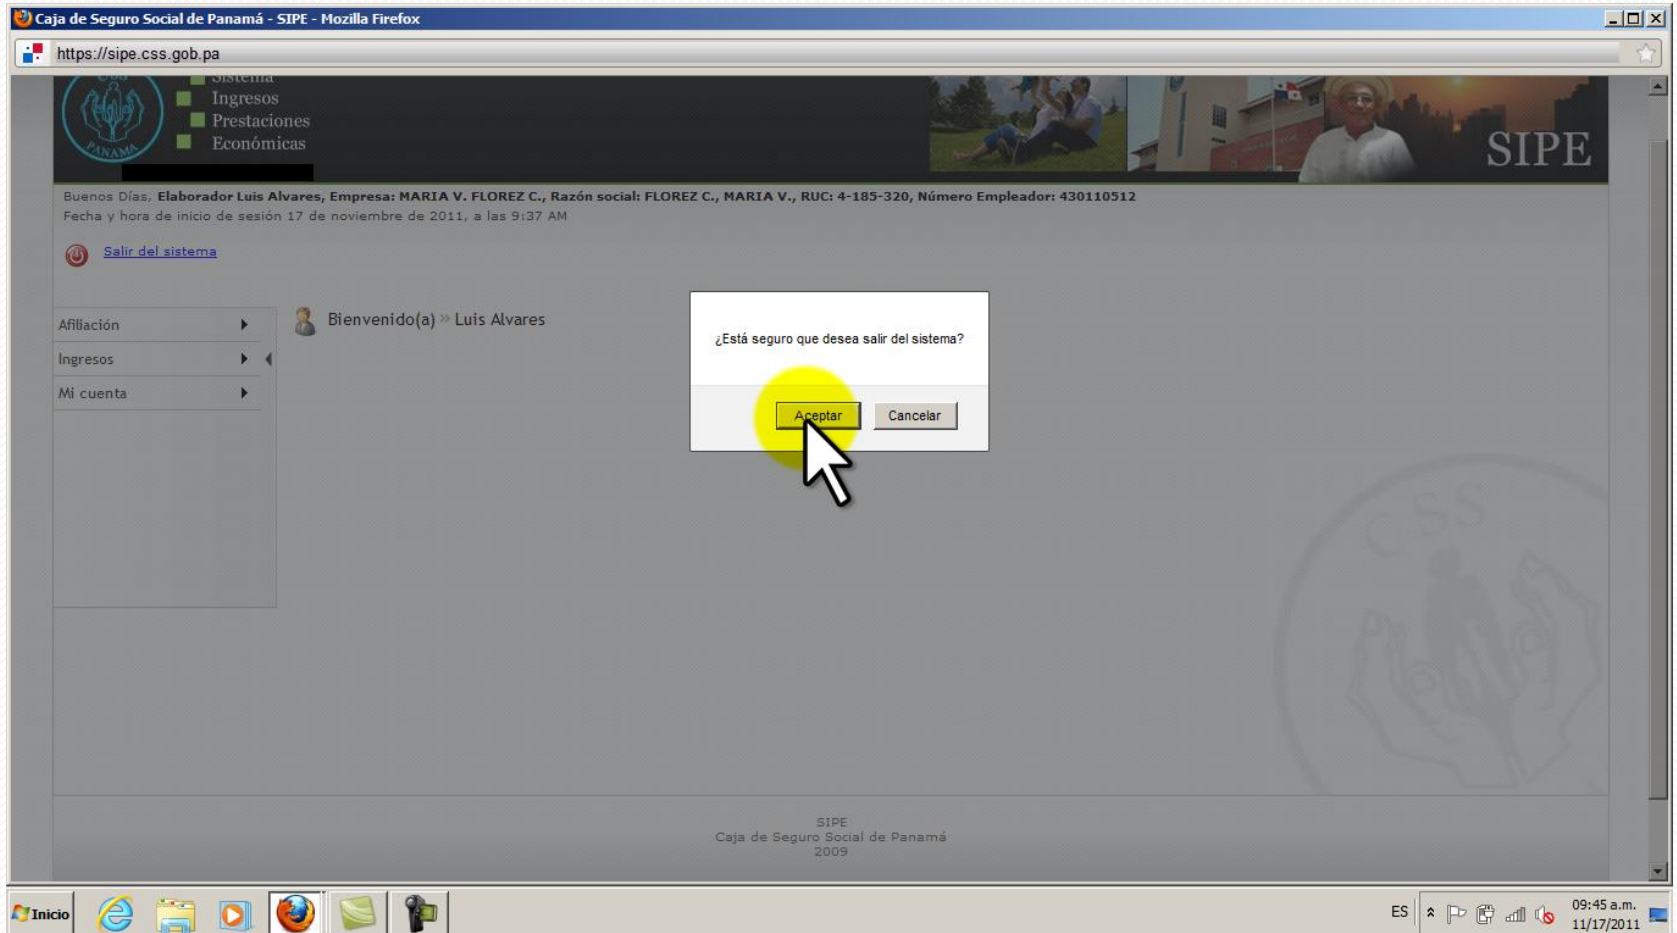 Caja de Seguro Social de Panamá - SIPE - Mozilla Firefox
https://sipe.css.gob.pa
CSS
PANAMA
Sistema
Ingresos
Prestaciones
Económicas
SIPE
Buenos Días, Elaborador Luis Alvares, Empresa: MARIA V. FLOREZ C., Razón social: FLOREZ C., MARIA V., RUC: 4-185-320, Número Empleador: 430110512
Fecha y hora de inicio de sesión 17 de noviembre de 2011, a las 9:37 AM
Salir del sistema
Afiliación
Ingresos
Mi cuenta
Bienvenido(a) » Luis Alvares
¿Está seguro que desea salir del sistema?
Aceptar
Cancelar
CSS
SIPE
Caja de Seguro Social de Panamá
2009
Inicio
ES
09:45 a.m.
11/17/2011